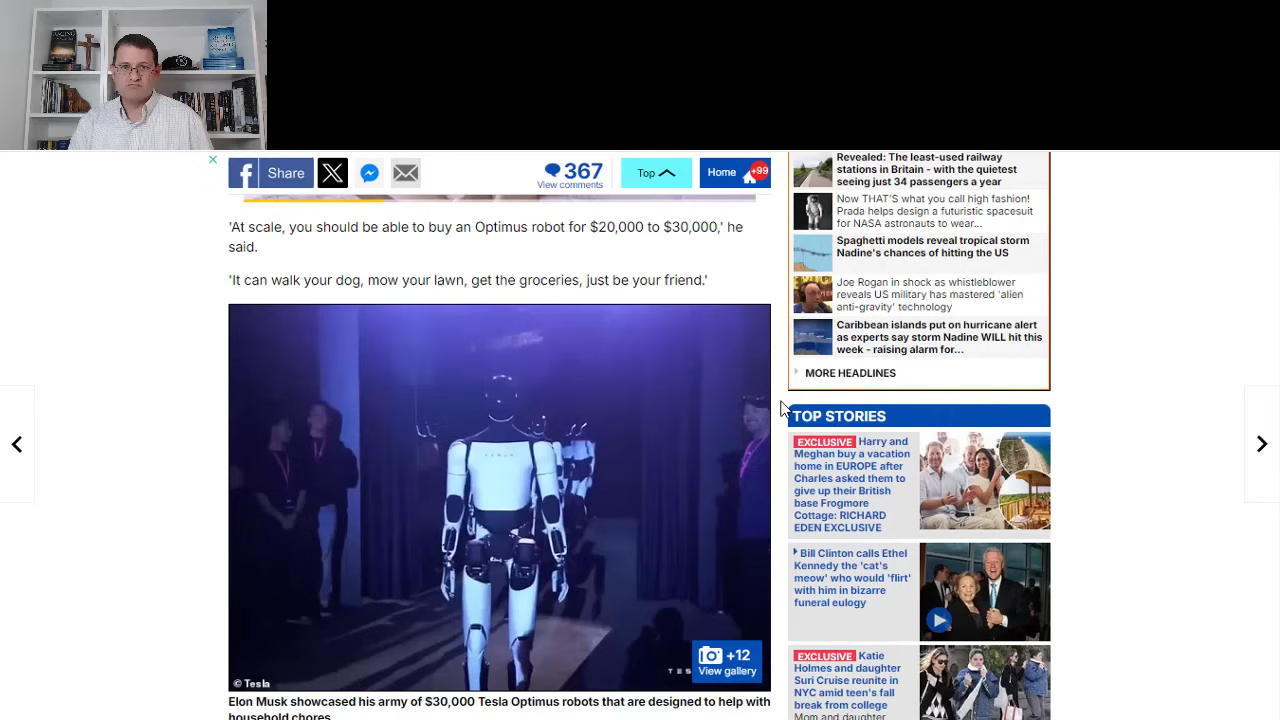 Share
367
View comments
Top
Home
+99
'At scale, you should be able to buy an Optimus robot for $20,000 to $30,000,' he
said.
'It can walk your dog, mow your lawn, get the groceries, just be your friend.'
TESLA
© Tesla
+12
View gallery
Elon Musk showcased his army of $30,000 Tesla Optimus robots that are designed to help with
household chores
Revealed: The least-used railway
stations in Britain - with the quietest
seeing just 34 passengers a year
Now THAT'S what you call high fashion!
Prada helps design a futuristic spacesuit
for NASA astronauts to wear...
Spaghetti models reveal tropical storm
Nadine's chances of hitting the US
Joe Rogan in shock as whistleblower
reveals US military has mastered 'alien
anti-gravity' technology
Caribbean islands put on hurricane alert
as experts say storm Nadine WILL hit this
week - raising alarm for...
MORE HEADLINES
TOP STORIES
EXCLUSIVE Harry and
Meghan buy a vacation
home in EUROPE after
Charles asked them to
give up their British
base Frogmore
Cottage: RICHARD
EDEN EXCLUSIVE
Bill Clinton calls Ethel
Kennedy the 'cat's
meow' who would 'flirt'
with him in bizarre
funeral eulogy
EXCLUSIVE Katie
Holmes and daughter
Suri Cruise reunite in
NYC amid teen's fall
break from college
Mom and daughter